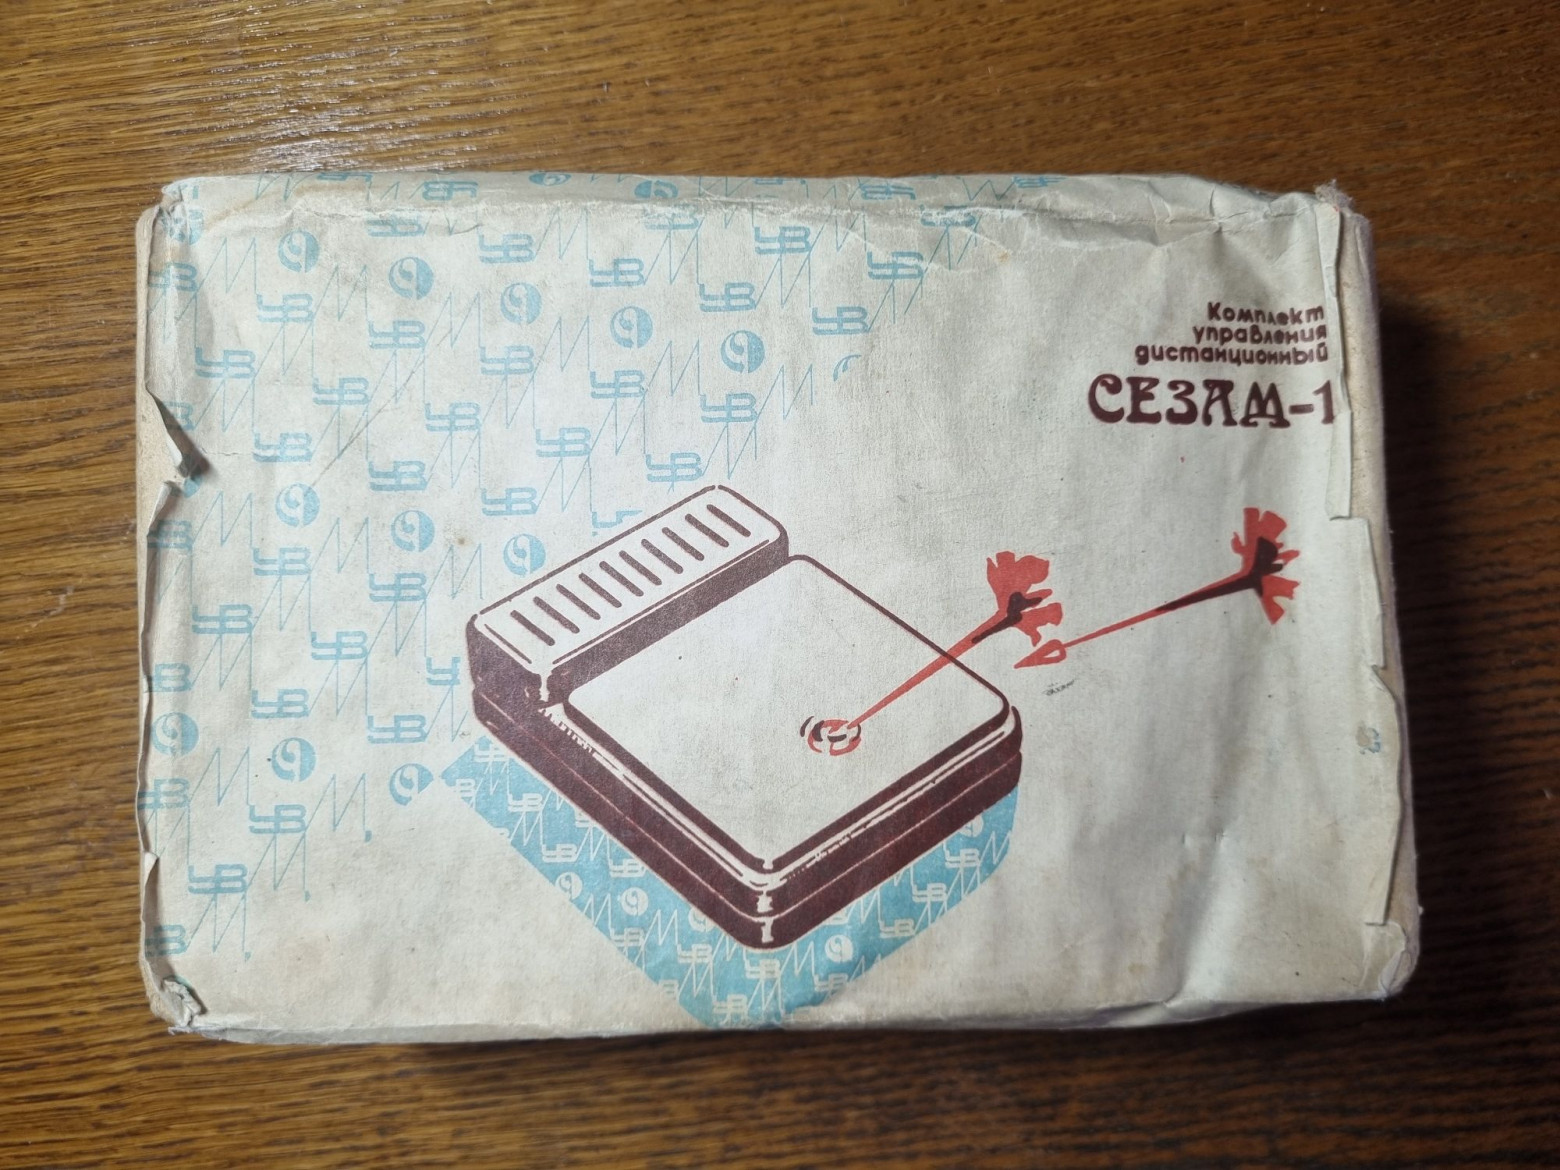 Комплект
управления
дистанционный
СЕЗАМ-1